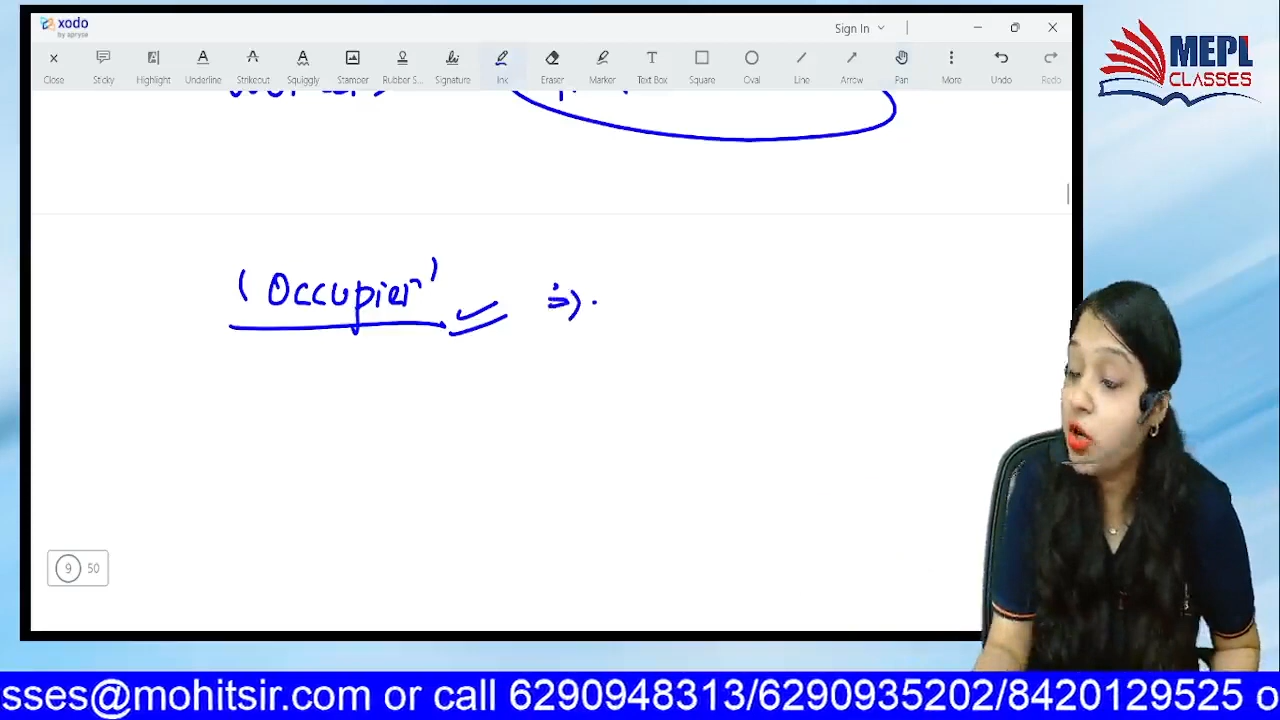 xodo
by apryse
Sign In
Close Sticky Highlight Underline Strikeout Squiggly Stamper Rubber S... Signature Ink Eraser Marker Text Box Square Oval Line Arrow Pan More Undo Redo
MEPL
CLASSES
(Occupier) ⇒
9 50
sses@mohitsir.com or call 6290948313/6290935202/8420129525 o